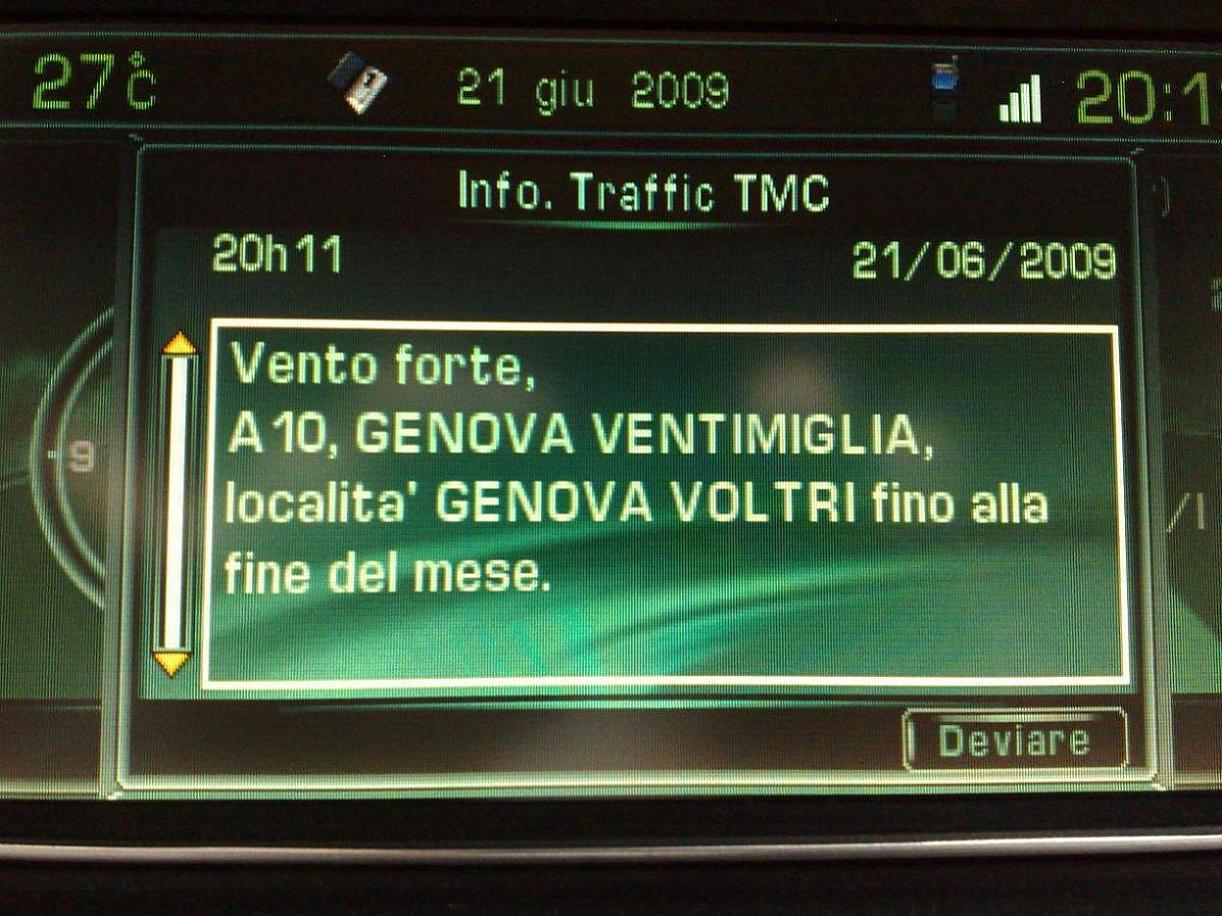 27°C 21 giu 2009 20:1
Info. Traffic TMC
20h11 21/06/2009
Vento forte,
A10, GENOVA VENTIMIGLIA,
localita' GENOVA VOLTRI fino alla
fine del mese.
9
/l
Deviare